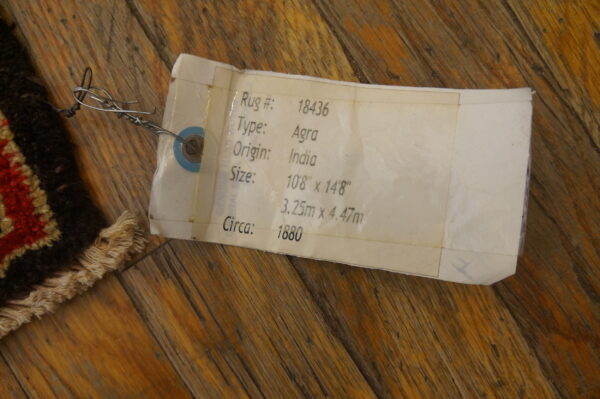 Rug #: 18436
Type: Agra
Origin: India
Size: 10'8" x 14'8"
3.25m x 4.47m
Circa: 1880